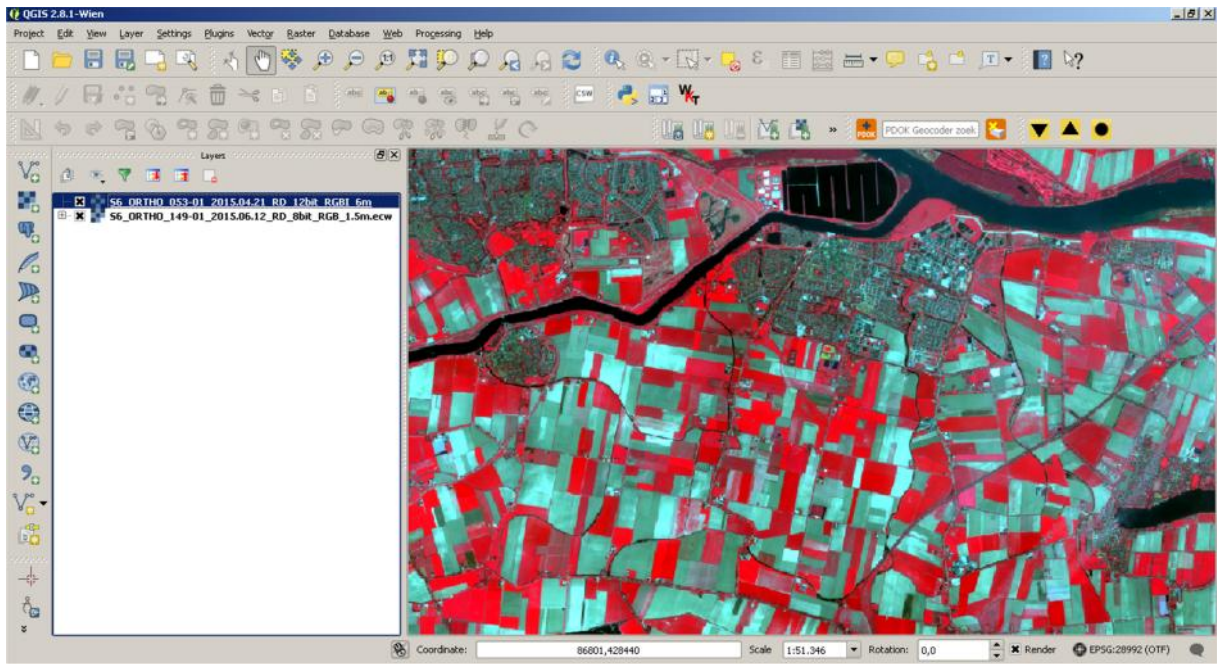 QGIS 2.8.1-Wien
Project Edit View Layer Settings Plugins Vector Raster Database Web Processing Help
CSW WKT
PDOK PDOK Geocoder zoek
Layers
S6_ORTHO_053-01_2015.04.21_RD_12bit_RGBI_6m
S6_ORTHO_149-01_2015.06.12_RD_8bit_RGB_1.5m.ecw
Coordinate: 86801,428440 Scale 1:51.346 Rotation: 0,0 Render EPSG:28992 (OTF)